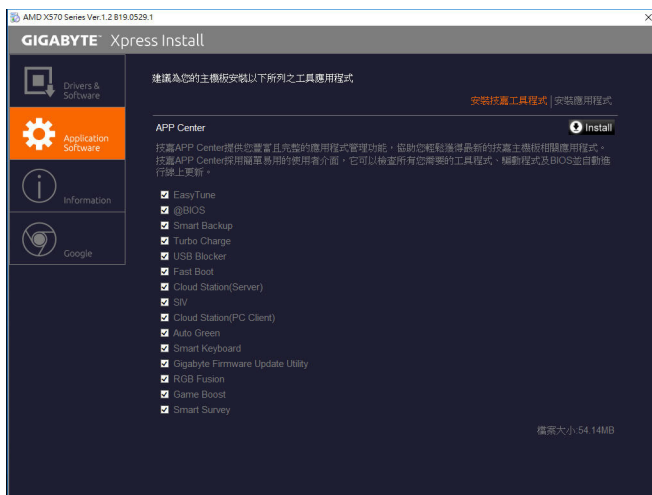 AMD X570 Series Ver.1.2 B19.0529.1
GIGABYTE™ Xpress Install
Drivers & Software
Application Software
Information
Google
建議為您的主機板安裝以下所列之工具應用程式
安裝技嘉工具程式 | 安裝應用程式
APP Center
Install
技嘉APP Center提供您豐富且完整的應用程式管理功能,協助您輕鬆獲得最新的技嘉主機板相關應用程式。
技嘉APP Center採用簡單易用的使用者介面,它可以檢查所有您需要的工具程式、驅動程式及BIOS並自動進
行線上更新。
EasyTune
@BIOS
Smart Backup
Turbo Charge
USB Blocker
Fast Boot
Cloud Station(Server)
SIV
Cloud Station(PC Client)
Auto Green
Smart Keyboard
Gigabyte Firmware Update Utility
RGB Fusion
Game Boost
Smart Survey
檔案大小:54.14MB